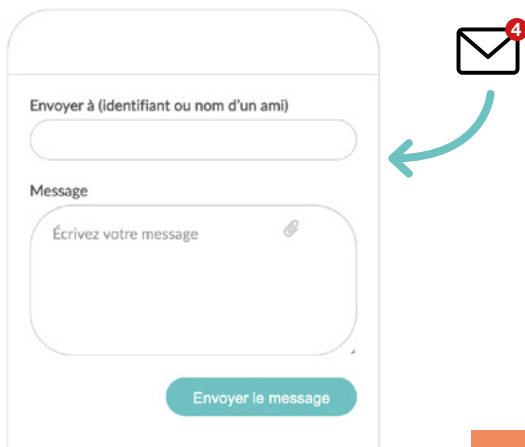 4
Envoyer à (identifiant ou nom d'un ami)
Message
Écrivez votre message
Envoyer le message